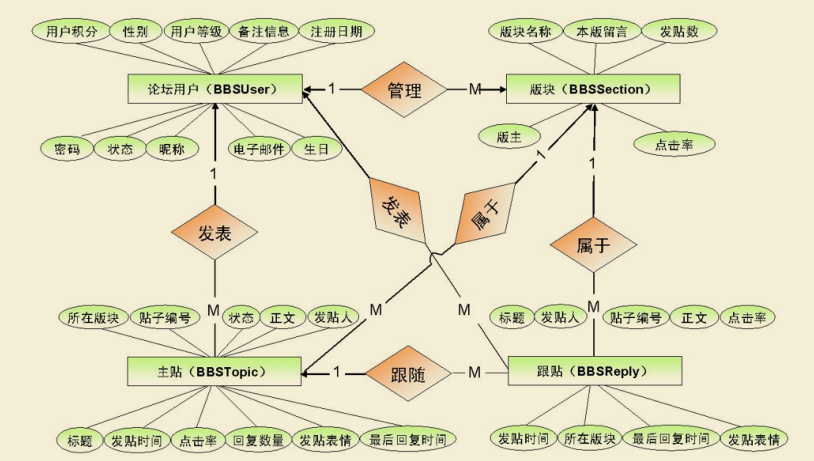 用户积分 性别 用户等级 备注信息 注册日期 版块名称 本版留言 发贴数
论坛用户（BBSUser） 1 管理 M 版块（BBSSection）
密码 状态 昵称 电子邮件 生日 版主 点击率
1 1 1
发表 发表 属于 属于
M M M M
所在版块 贴子编号 状态 正文 发贴人 标题 发贴人 贴子编号 正文 点击率
主贴（BBSTopic） 1 跟随 M 跟贴（BBSReply）
标题 发贴时间 点击率 回复数量 发贴表情 最后回复时间 发贴时间 所在版块 最后回复时间 发贴表情